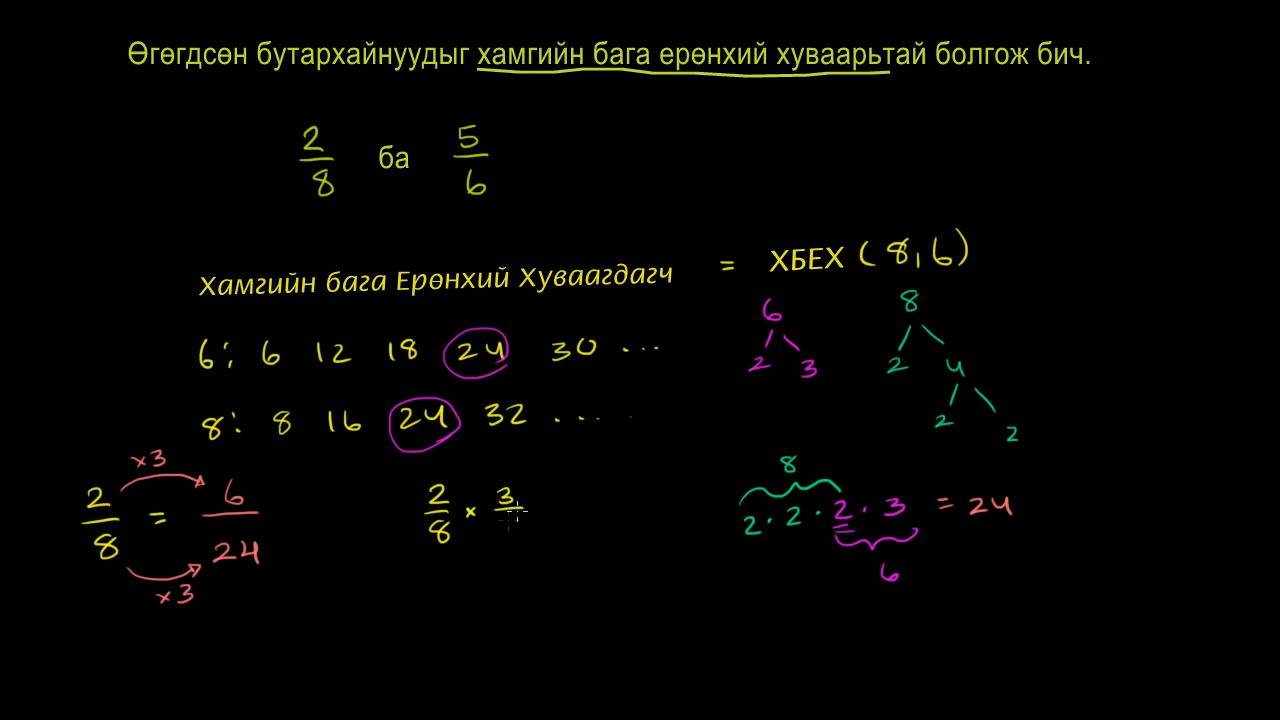 Өгөгдсөн бутархайнуудыг хамгийн бага ерөнхий хуваарьтай болгож бич.
2/8 ба 5/6
Хамгийн бага Ерөнхий Хуваагдагч = ХБЕХ (8,6)
6: 6 12 18 24 30 ...
8: 8 16 24 32 ....
6
2 3
8
2 4
2 2
×3
2/8 = 6/24
×3
2/8 × 3
8
2·2·2·3 = 24
6